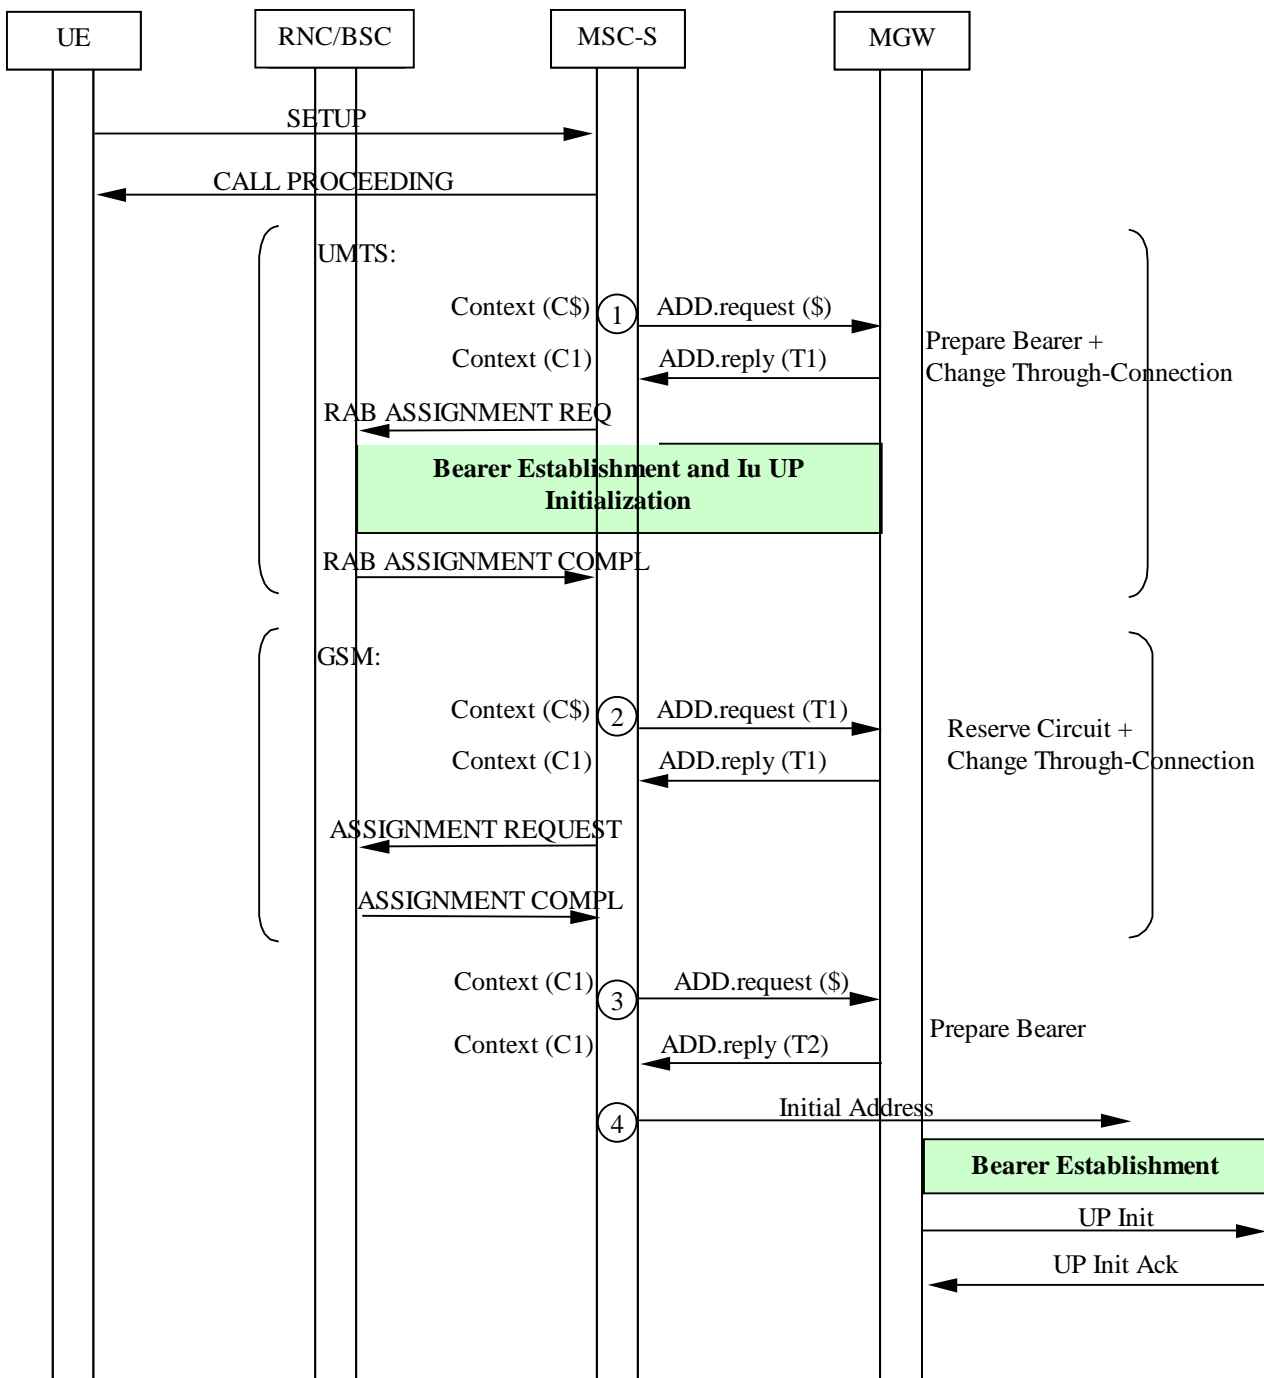 UE
RNC/BSC
MSC-S
MGW
SETUP
CALL PROCEEDING
UMTS:
Context (C$)
1
ADD.request ($)
Prepare Bearer +
Change Through-Connection
Context (C1)
ADD.reply (T1)
RAB ASSIGNMENT REQ
Bearer Establishment and Iu UP
Initialization
RAB ASSIGNMENT COMPL
GSM:
Context (C$)
2
ADD.request (T1)
Reserve Circuit +
Change Through-Connection
Context (C1)
ADD.reply (T1)
ASSIGNMENT REQUEST
ASSIGNMENT COMPL
Context (C1)
3
ADD.request ($)
Prepare Bearer
Context (C1)
ADD.reply (T2)
4
Initial Address
Bearer Establishment
UP Init
UP Init Ack